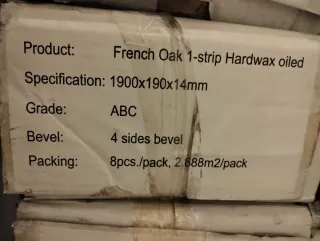 Product: French Oak 1-strip Hardwax oiled
Specification: 1900x190x14mm
Grade: ABC
Bevel: 4 sides bevel
Packing: 8pcs./pack, 2.888m2/pack